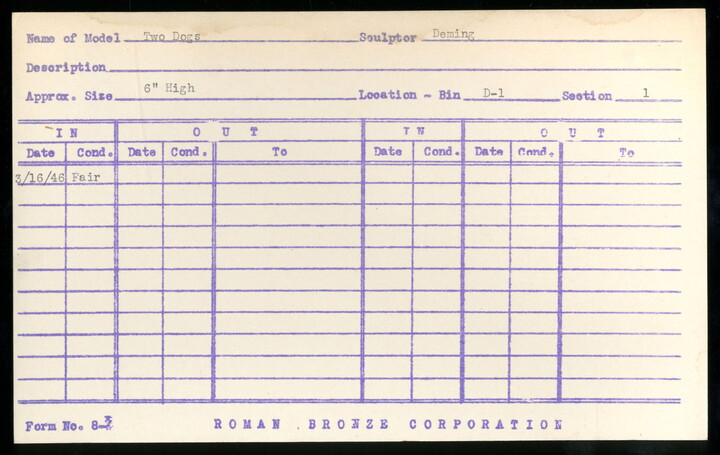 Name of Model Two Dogs Sculptor Deming
Description
Approx. Size 6" High Location - Bin D-1 Section 1
IN OUT IN OUT
Date Cond. Date Cond. To Date Cond. Date Cond. To
3/16/46 Fair
Form No. 8-
ROMAN BRONZE CORPORATION